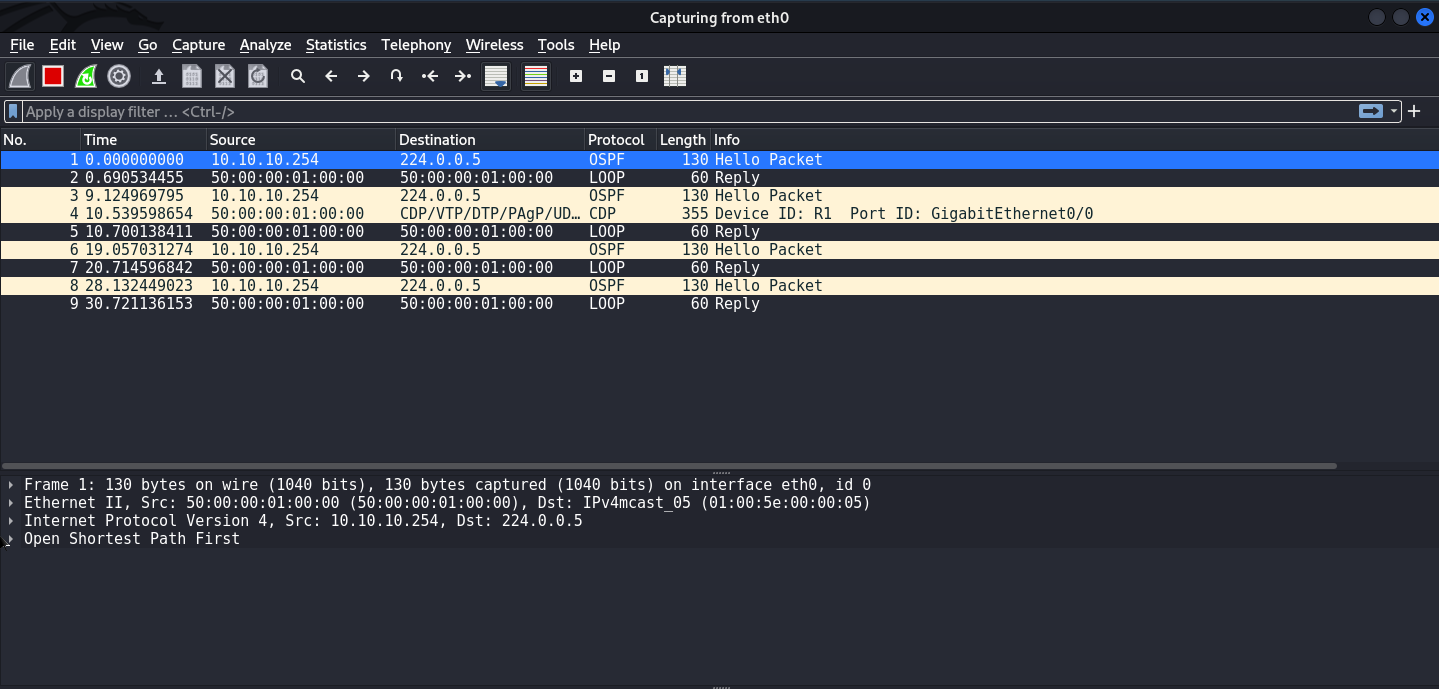 Capturing from eth0
File Edit View Go Capture Analyze Statistics Telephony Wireless Tools Help
1
Apply a display filter … <Ctrl-/>
No. Time Source Destination Protocol Length Info
1 0.000000000 10.10.10.254 224.0.0.5 OSPF 130 Hello Packet
2 0.690534455 50:00:00:01:00:00 50:00:00:01:00:00 LOOP 60 Reply
3 9.124969795 10.10.10.254 224.0.0.5 OSPF 130 Hello Packet
4 10.539598654 50:00:00:01:00:00 CDP/VTP/DTP/PAgP/UD… CDP 355 Device ID: R1  Port ID: GigabitEthernet0/0
5 10.700138411 50:00:00:01:00:00 50:00:00:01:00:00 LOOP 60 Reply
6 19.057031274 10.10.10.254 224.0.0.5 OSPF 130 Hello Packet
7 20.714596842 50:00:00:01:00:00 50:00:00:01:00:00 LOOP 60 Reply
8 28.132449023 10.10.10.254 224.0.0.5 OSPF 130 Hello Packet
9 30.721136153 50:00:00:01:00:00 50:00:00:01:00:00 LOOP 60 Reply
Frame 1: 130 bytes on wire (1040 bits), 130 bytes captured (1040 bits) on interface eth0, id 0
Ethernet II, Src: 50:00:00:01:00:00 (50:00:00:01:00:00), Dst: IPv4mcast_05 (01:00:5e:00:00:05)
Internet Protocol Version 4, Src: 10.10.10.254, Dst: 224.0.0.5
Open Shortest Path First